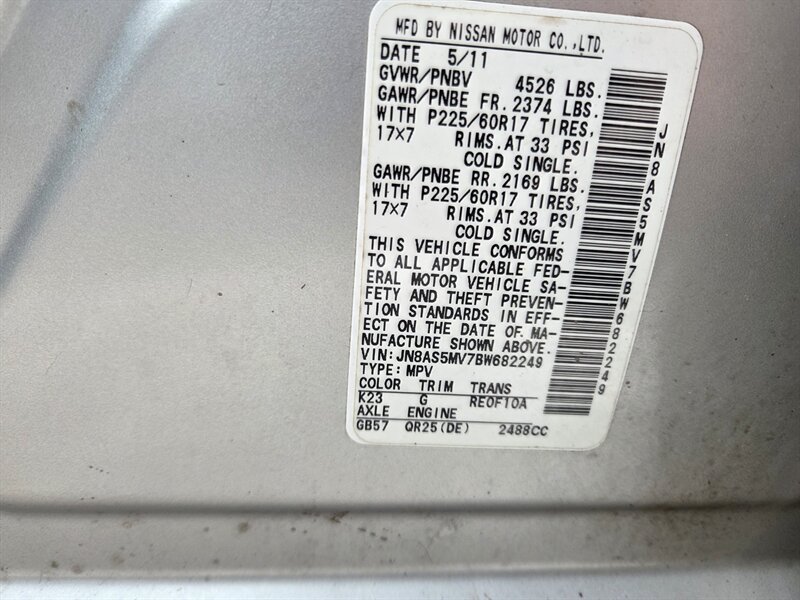 MFD BY NISSAN MOTOR CO.,LTD.
DATE 5/11
GVWR/PNBV 4526 LBS.
GAWR/PNBE FR. 2374 LBS.
WITH P225/60R17 TIRES,
17X7 RIMS.AT 33 PSI
COLD SINGLE.
GAWR/PNBE RR. 2169 LBS.
WITH P225/60R17 TIRES,
17X7 RIMS.AT 33 PSI
COLD SINGLE.
THIS VEHICLE CONFORMS
TO ALL APPLICABLE FED-
ERAL MOTOR VEHICLE SA-
FETY AND THEFT PREVEN-
TION STANDARDS IN EFF-
ECT ON THE DATE OF MA-
NUFACTURE SHOWN ABOVE.
VIN: JN8AS5MV7BW682249
TYPE: MPV
COLOR TRIM TRANS
K23 G RE0F10A
AXLE ENGINE
GB57 QR25(DE) 2488CC
JN8AS5MV7BW682249